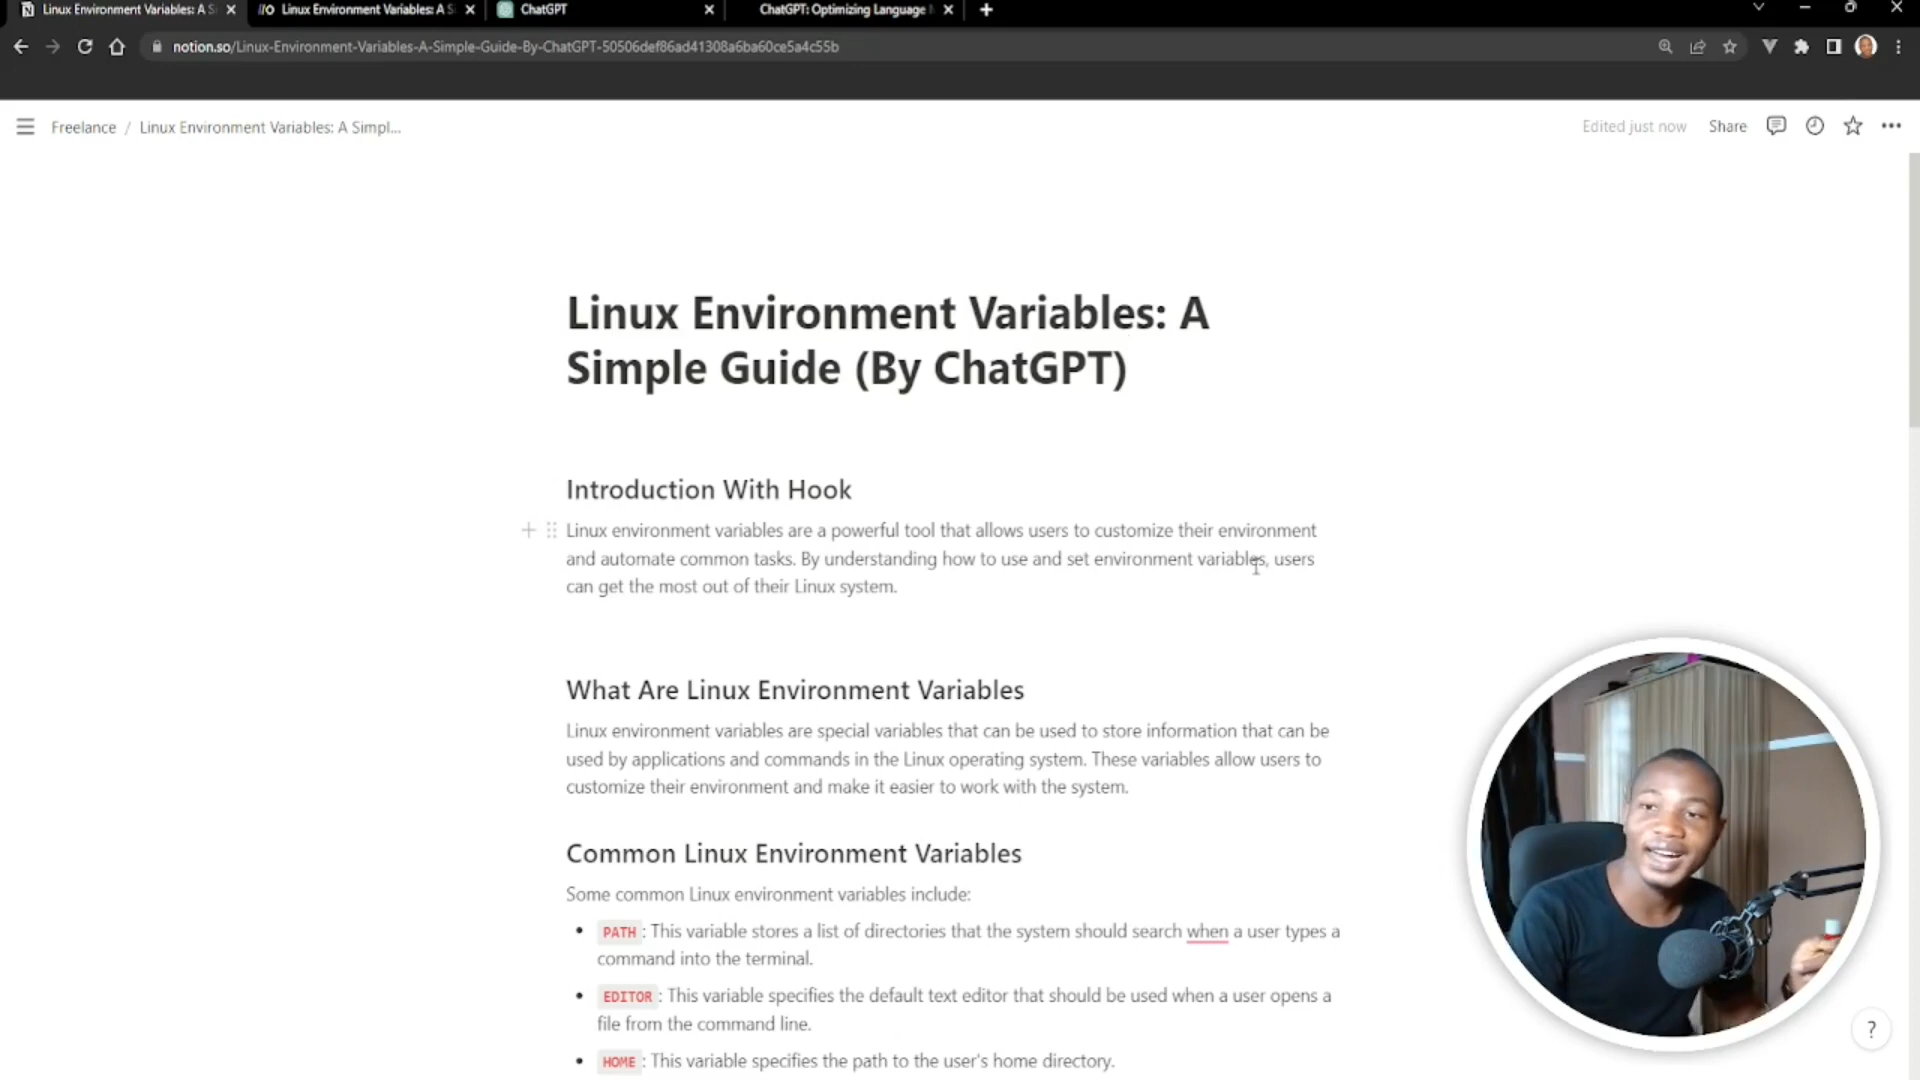 Linux Environment Variables: A S
//O Linux Environment Variables: A S
ChatGPT
ChatGPT: Optimizing Language
notion.so/Linux-Environment-Variables-A-Simple-Guide-By-ChatGPT-50506def86ad41308a6ba60ce5a4c55b
Freelance / Linux Environment Variables: A Simpl...
Edited just now
Share
Linux Environment Variables: A
Simple Guide (By ChatGPT)
Introduction With Hook
Linux environment variables are a powerful tool that allows users to customize their environment
and automate common tasks. By understanding how to use and set environment variables, users
can get the most out of their Linux system.
What Are Linux Environment Variables
Linux environment variables are special variables that can be used to store information that can be
used by applications and commands in the Linux operating system. These variables allow users to
customize their environment and make it easier to work with the system.
Common Linux Environment Variables
Some common Linux environment variables include:
• PATH : This variable stores a list of directories that the system should search when a user types a
command into the terminal.
• EDITOR : This variable specifies the default text editor that should be used when a user opens a
file from the command line.
• HOME : This variable specifies the path to the user's home directory.
?